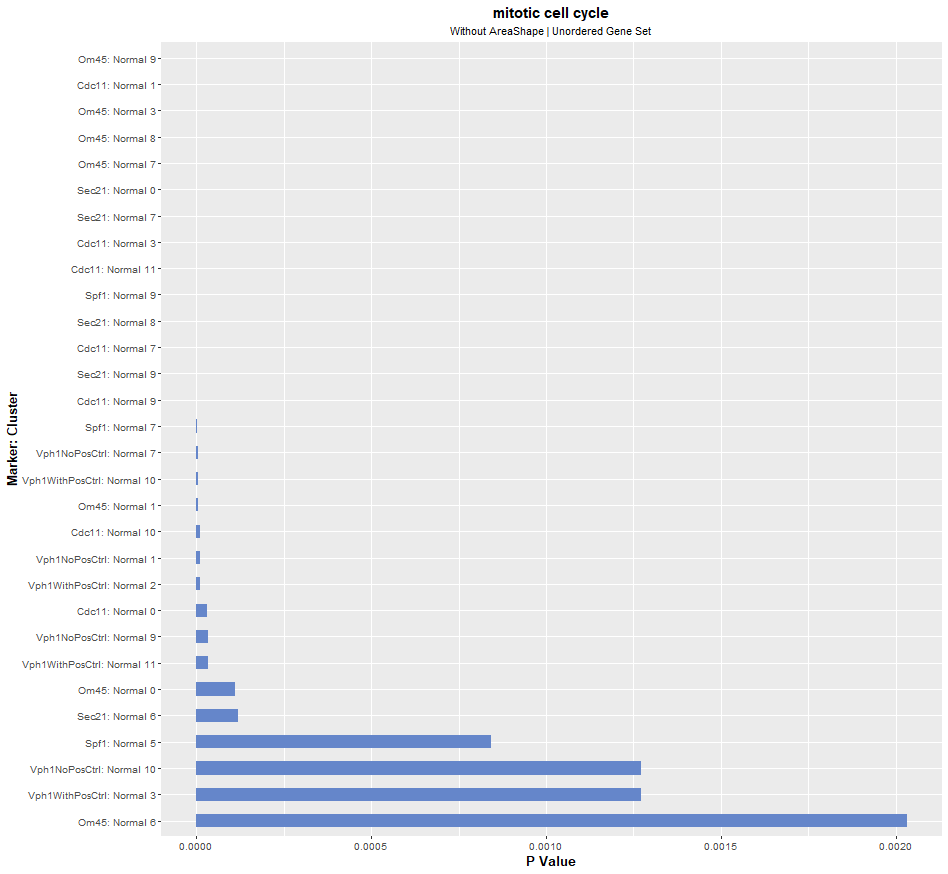 mitotic cell cycle
Without AreaShape | Unordered Gene Set
Marker: Cluster
Om45: Normal 9
Cdc11: Normal 1
Om45: Normal 3
Om45: Normal 8
Om45: Normal 7
Sec21: Normal 0
Sec21: Normal 7
Cdc11: Normal 3
Cdc11: Normal 11
Spf1: Normal 9
Sec21: Normal 8
Cdc11: Normal 7
Sec21: Normal 9
Cdc11: Normal 9
Spf1: Normal 7
Vph1NoPosCtrl: Normal 7
Vph1WithPosCtrl: Normal 10
Om45: Normal 1
Cdc11: Normal 10
Vph1NoPosCtrl: Normal 1
Vph1WithPosCtrl: Normal 2
Cdc11: Normal 0
Vph1NoPosCtrl: Normal 9
Vph1WithPosCtrl: Normal 11
Om45: Normal 0
Sec21: Normal 6
Spf1: Normal 5
Vph1NoPosCtrl: Normal 10
Vph1WithPosCtrl: Normal 3
Om45: Normal 6
0.0000 0.0005 0.0010 0.0015 0.0020
P Value